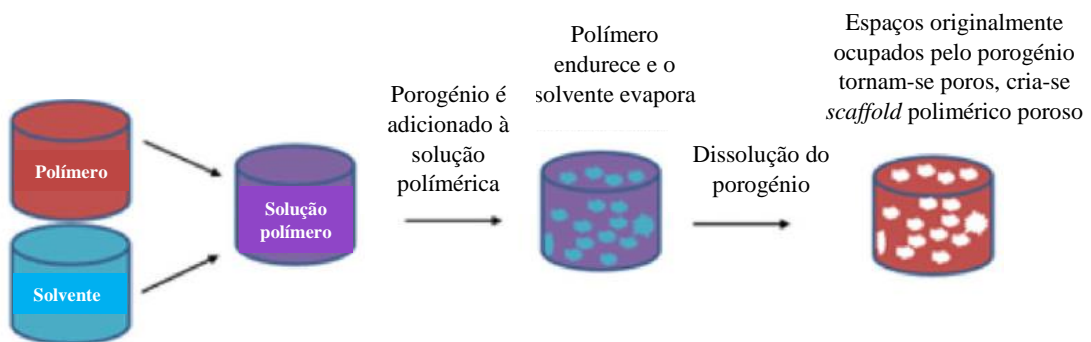 Polímero
Solvente
Solução
polímero
Porogénio é
adicionado à
solução
polímérica
Polímero
endurece e o
solvente evapora
Dissolução do
porogénio
Espaços originalmente
ocupados pelo porogénio
tornam-se poros, cria-se
scaffold polimérico poroso